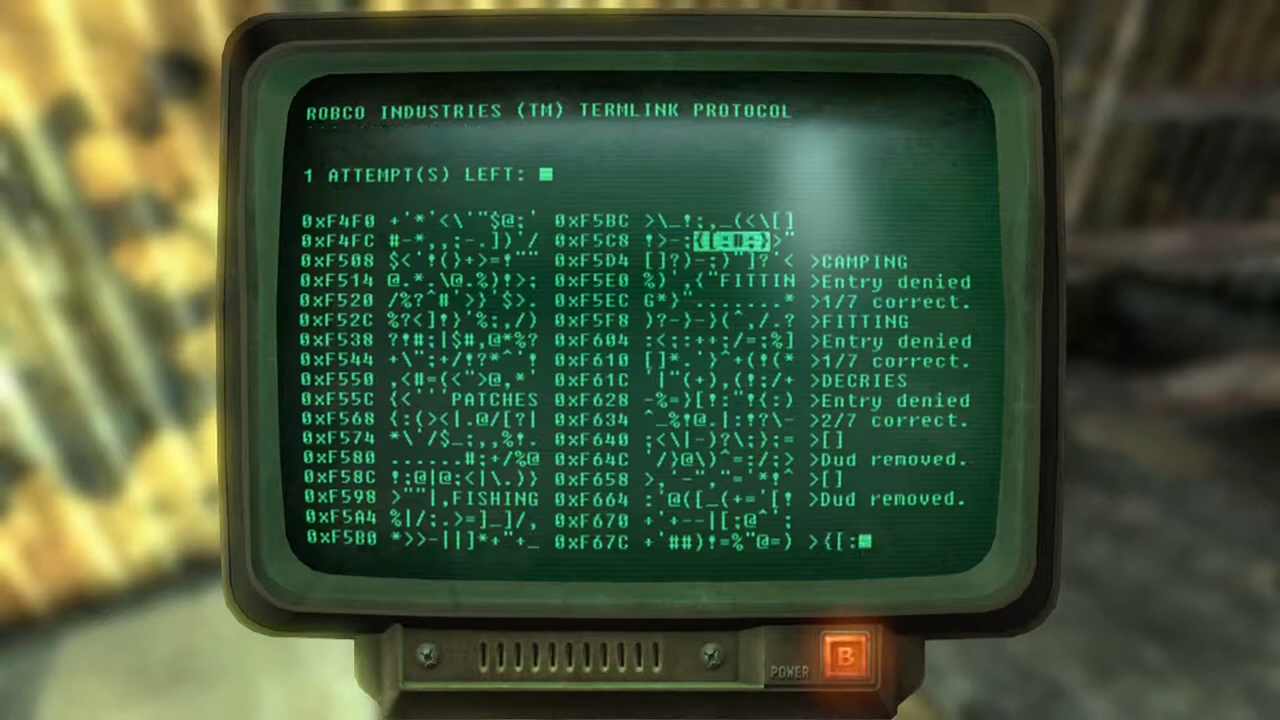 ROBCO INDUSTRIES (TM) TERMLINK PROTOCOL
1 ATTEMPT(S) LEFT: ■
0xF4F0 +'*'<\'"$@;' 0xF5BC >\_!:,_(<\[]
0xF4FC #-*,,:-.])'/ 0xF5C8 !>-;{[:#;}>"
0xF508 $<'!(}+>=!"" 0xF5D4 []?)-:)"]?'< >CAMPING
0xF514 @.*.\@.%)!>: 0xF5E0 %)',{"FITTIN >Entry denied
0xF520 /%?^#'>}'$>. 0xF5EC G*}".......* >1/7 correct.
0xF52C %?<]!}'%:,/) 0xF5F8 )?-}-}(^,/.? >FITTING
0xF538 ?!#:|$#,@*%? 0xF604 :<::++:/=:%] >Entry denied
0xF544 +\":+/!?*^'! 0xF610 []*.'}^+(!(* >1/7 correct.
0xF550 ,<#=(<">@,*' 0xF61C '|"(+),(!:/+ >DECRIES
0xF55C {<'''PATCHES 0xF628 -%=}[!:"!{:) >Entry denied
0xF568 {:(><|.@/[?| 0xF634 ^_%!@.|:!?\- >2/7 correct.
0xF574 *\'/$_:,,%!. 0xF640 ;<\|-)?\:}:= >[]
0xF580 ......#;+/%@ 0xF64C '/}@\)^=:/;> >Dud removed.
0xF58C !;@|@;<|\.)} 0xF658 >,-"-",="*!^ >[]
0xF598 >""|,FISHING 0xF664 :'@([_(+='[! >Dud removed.
0xF5A4 %|/:.>=]_]/, 0xF670 +'+--|[;@^';
0xF5B0 *>>-||]*+"+_ 0xF67C +'##)!=%"@=) >{[:■
POWER
B